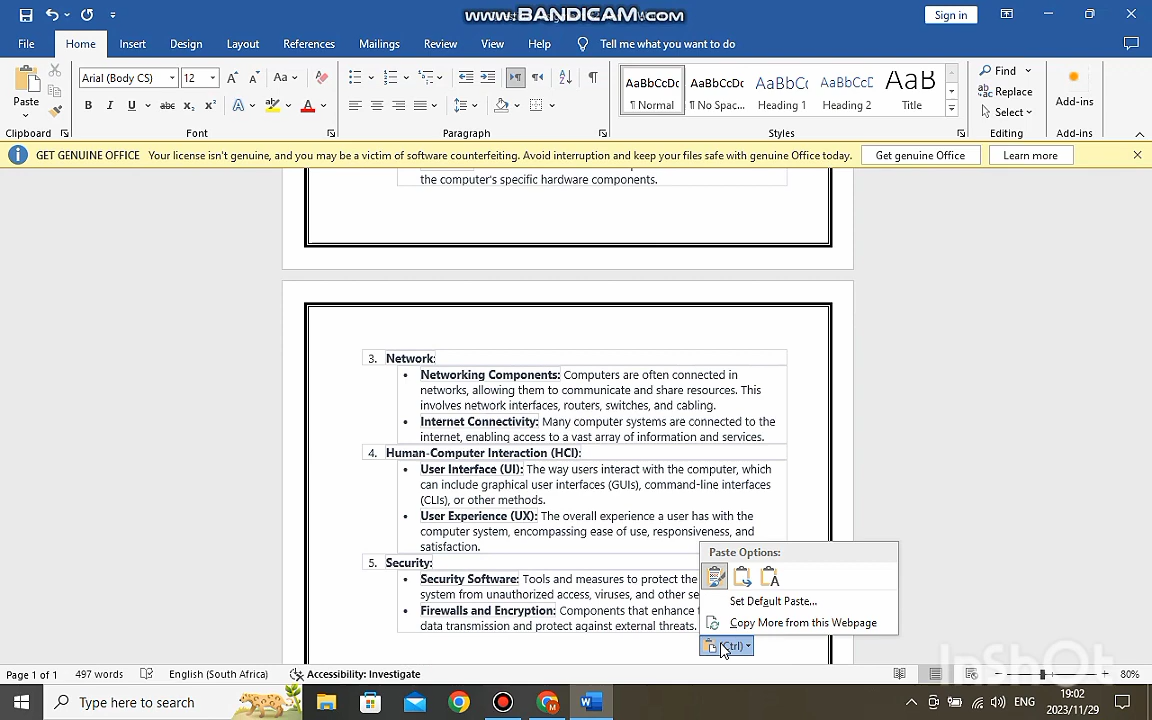 www.BANDICAM.com
Sign in
File Home Insert Design Layout References Mailings Review View Help Tell me what you want to do
Paste
Arial (Body CS) 12
Aa
Clipboard Font Paragraph Styles Editing Add-ins
AaBbCcDc AaBbCcDc AaBbC( AaBbCcC AaB
¶ Normal ¶ No Spac... Heading 1 Heading 2 Title
Find
Replace
Select
Add-ins
GET GENUINE OFFICE Your license isn't genuine, and you may be a victim of software counterfeiting. Avoid interruption and keep your files safe with genuine Office today. Get genuine Office Learn more
the computer's specific hardware components.
3. Network:
• Networking Components: Computers are often connected in
networks, allowing them to communicate and share resources. This
involves network interfaces, routers, switches, and cabling.
• Internet Connectivity: Many computer systems are connected to the
internet, enabling access to a vast array of information and services.
4. Human-Computer Interaction (HCI):
• User Interface (UI): The way users interact with the computer, which
can include graphical user interfaces (GUIs), command-line interfaces
(CLIs), or other methods.
• User Experience (UX): The overall experience a user has with the
computer system, encompassing ease of use, responsiveness, and
satisfaction.
5. Security:
• Security Software: Tools and measures to protect the
system from unauthorized access, viruses, and other se
• Firewalls and Encryption: Components that enhance
data transmission and protect against external threats.
Paste Options:
Set Default Paste...
Copy More from this Webpage
(Ctrl)
InShOt
Page 1 of 1 497 words English (South Africa) Accessibility: Investigate 80%
Type here to search
ENG
19:02
2023/11/29